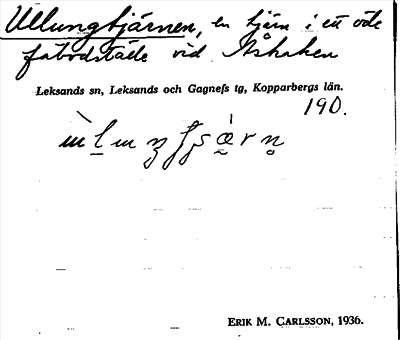 Ullungtjärnen, en tjärn i ett öde
fäbodställe vid Åskaken
Leksands sn, Leksands och Gagnefs tg, Kopparbergs län.
190.
ERIK M. CARLSSON, 1936.